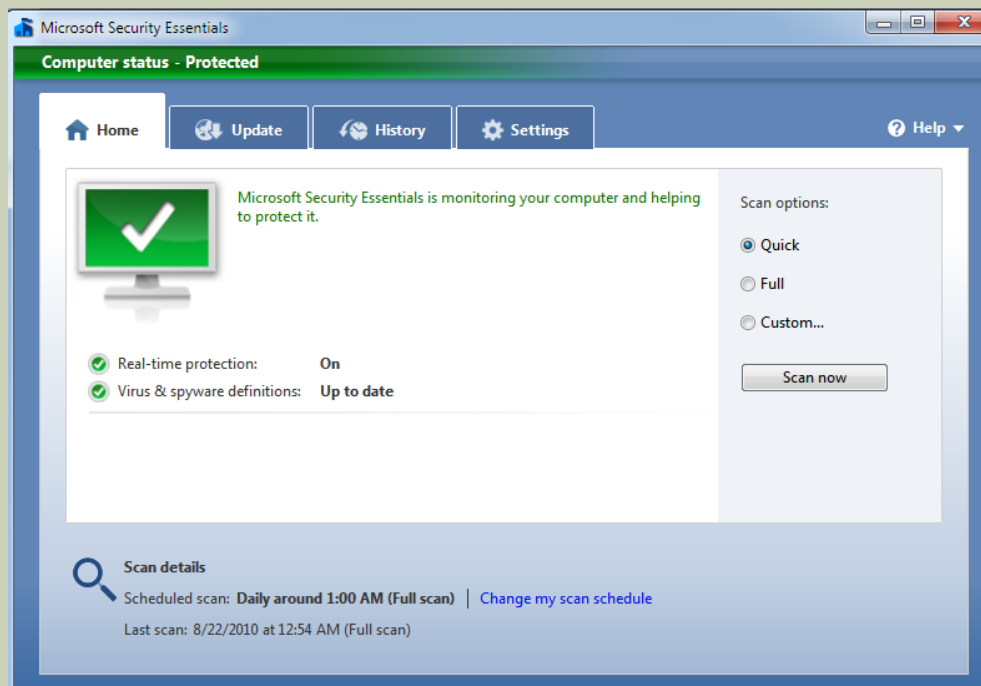 Microsoft Security Essentials
Computer status - Protected
Home
Update
History
Settings
Help
Microsoft Security Essentials is monitoring your computer and helping
to protect it.
Real-time protection: On
Virus & spyware definitions: Up to date
Scan options:
Quick
Full
Custom...
Scan now
Scan details
Scheduled scan: Daily around 1:00 AM (Full scan) | Change my scan schedule
Last scan: 8/22/2010 at 12:54 AM (Full scan)